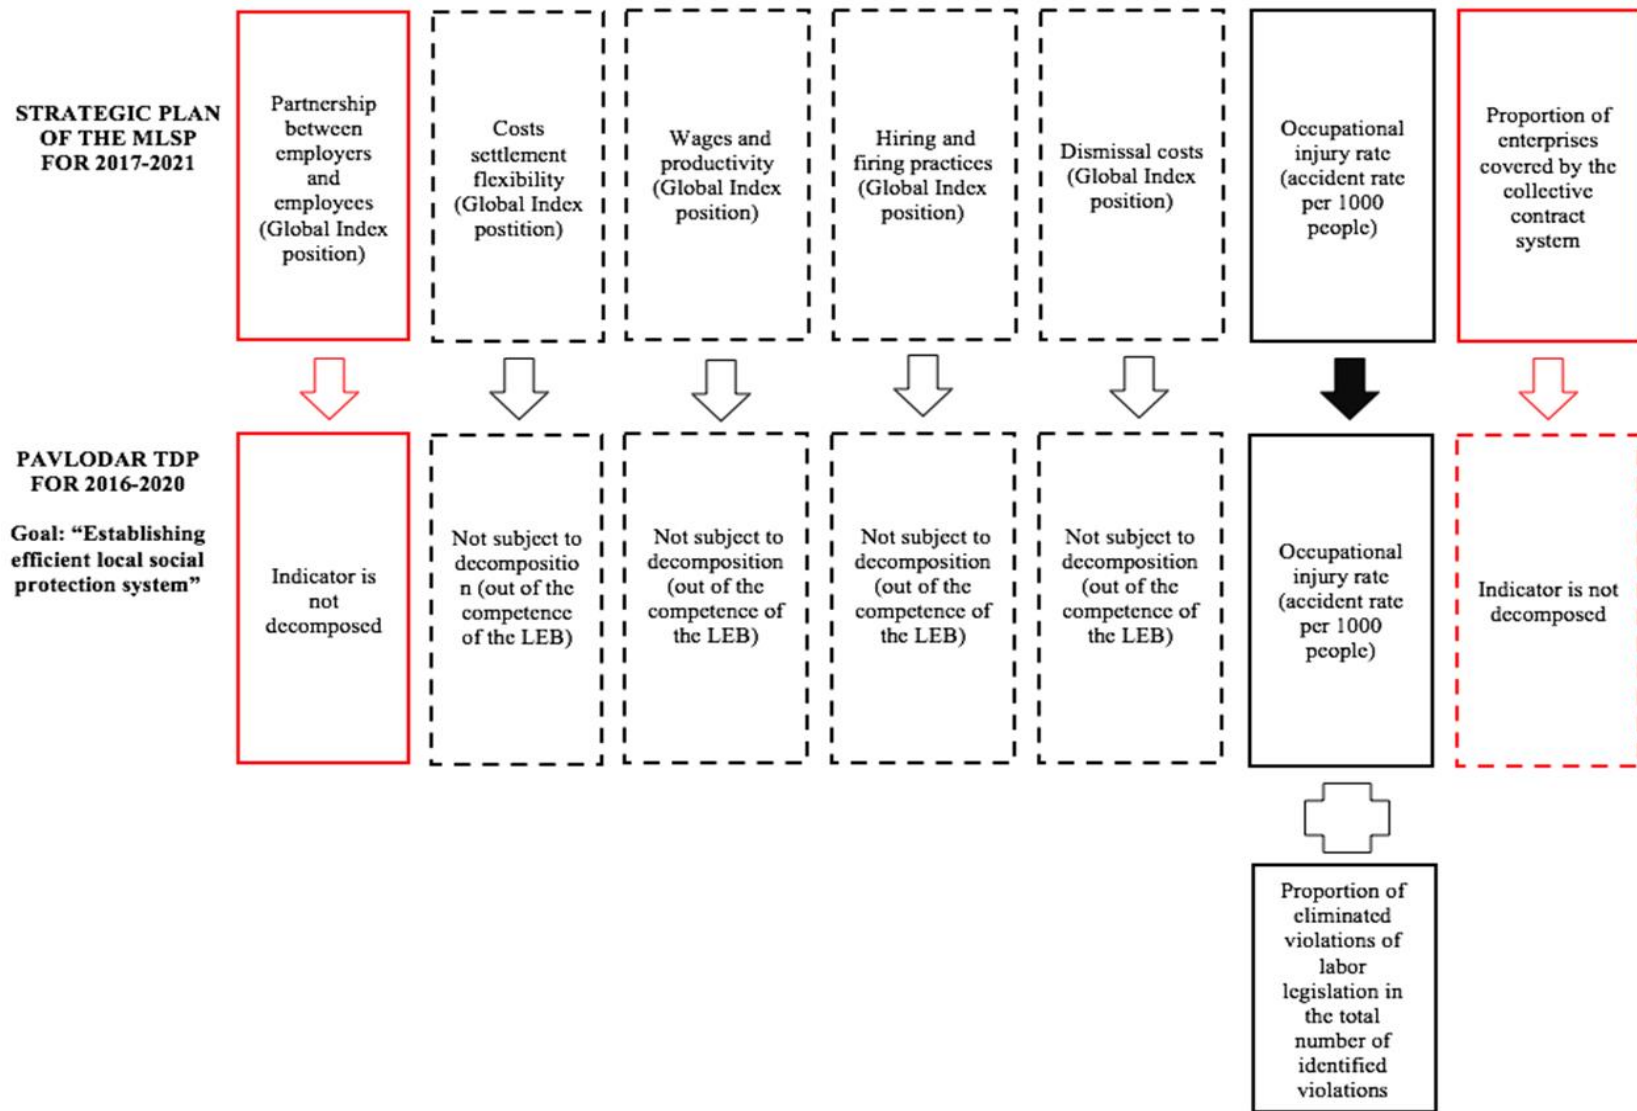 STRATEGIC PLAN
OF THE MLSP
FOR 2017-2021
Partnership
between
employers
and
employees
(Global Index
position)
Costs
settlement
flexibility
(Global Index
postition)
Wages and
productivity
(Global Index
position)
Hiring and
firing practices
(Global Index
position)
Dismissal costs
(Global Index
position)
Occupational
injury rate
(accident rate
per 1000
people)
Proportion of
enterprises
covered by the
collective
contract
system
PAVLODAR TDP
FOR 2016-2020
Goal: “Establishing
efficient local social
protection system”
Indicator is
not
decomposed
Not subject to
decompositio
n (out of the
competence
of the LEB)
Not subject to
decomposition
(out of the
competence of
the LEB)
Not subject to
decomposition
(out of the
competence of
the LEB)
Not subject to
decomposition
(out of the
competence of
the LEB)
Occupational
injury rate
(accident rate
per 1000
people)
Indicator is not
decomposed
Proportion of
eliminated
violations of
labor
legislation in
the total
number of
identified
violations